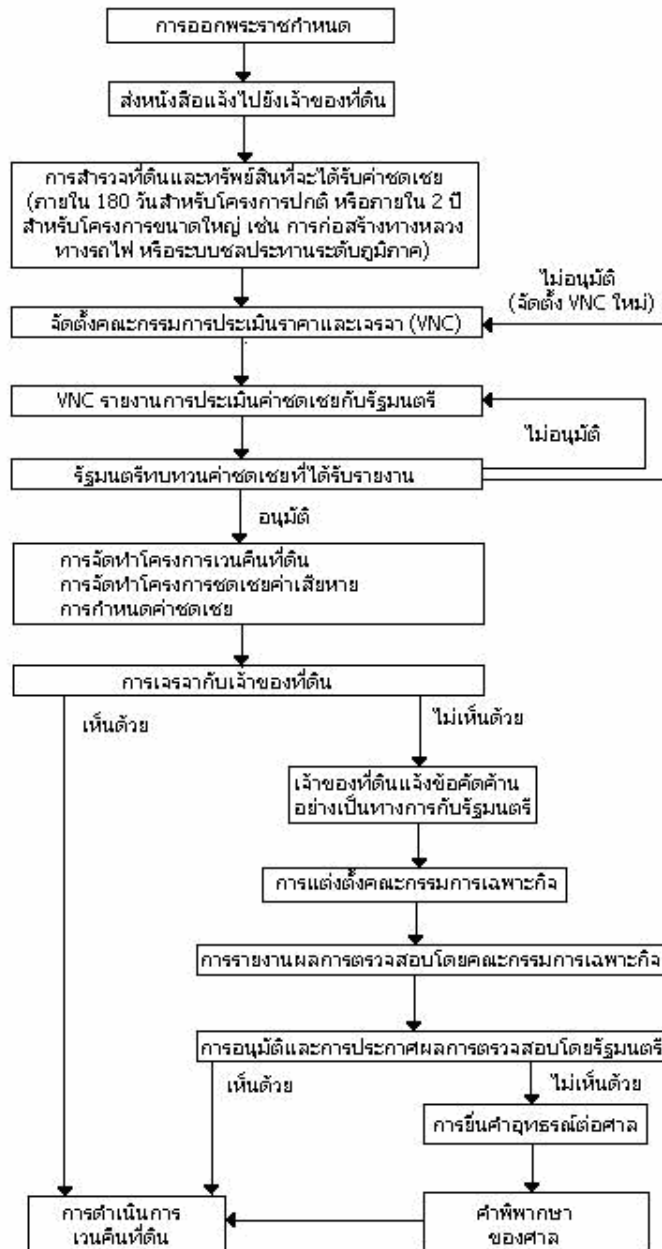 การออกพระราชกำหนด
ส่งหนังสือแจ้งไปยังเจ้าของที่ดิน
การสำรวจที่ดินและทรัพย์สินที่จะได้รับค่าชดเชย
(ภายใน 180 วันสำหรับโครงการปกติ หรือภายใน 2 ปี
สำหรับโครงการขนาดใหญ่ เช่น การก่อสร้างทางหลวง
ทางรถไฟ หรือระบบชลประทานระดับภูมิภาค)
ไม่อนุมัติ
(จัดตั้ง VNC ใหม่)
จัดตั้งคณะกรรมการประเมินราคาและเจรจา (VNC)
VNC รายงานการประเมินค่าชดเชยกับรัฐมนตรี
ไม่อนุมัติ
รัฐมนตรีทบทวนค่าชดเชยที่ได้รับรายงาน
อนุมัติ
การจัดทำโครงการเวนคืนที่ดิน
การจัดทำโครงการชดเชยค่าเสียหาย
การกำหนดค่าชดเชย
การเจรจากับเจ้าของที่ดิน
เห็นด้วย
ไม่เห็นด้วย
เจ้าของที่ดินแจ้งข้อคัดค้าน
อย่างเป็นทางการกับรัฐมนตรี
การแต่งตั้งคณะกรรมการเฉพาะกิจ
การรายงานผลการตรวจสอบโดยคณะกรรมการเฉพาะกิจ
การอนุมัติและการประกาศผลการตรวจสอบโดยรัฐมนตรี
เห็นด้วย
ไม่เห็นด้วย
การยื่นคำอุทธรณ์ต่อศาล
การดำเนินการ
เวนคืนที่ดิน
คำพิพากษา
ของศาล